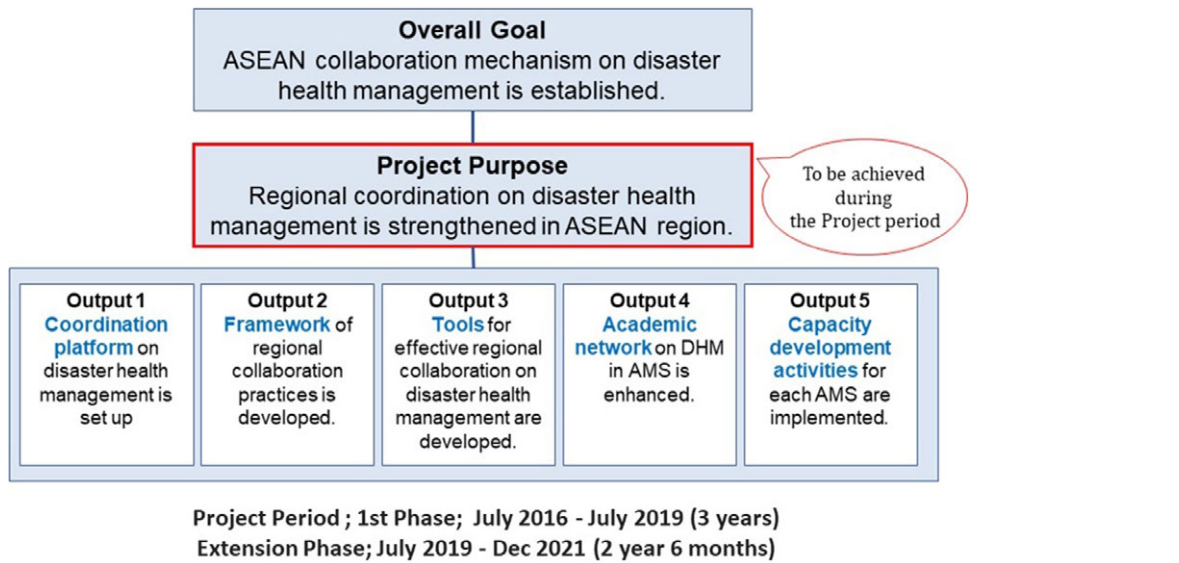 Overall Goal
ASEAN collaboration mechanism on disaster
health management is established.
Project Purpose
Regional coordination on disaster health
management is strengthened in ASEAN region.
To be achieved
during
the Project period
Output 1
Coordination
platform on
disaster health
management is
set up
Output 2
Framework of
regional
collaboration
practices is
developed.
Output 3
Tools for
effective regional
collaboration on
disaster health
management are
developed.
Output 4
Academic
network on DHM
in AMS is
enhanced.
Output 5
Capacity
development
activities for
each AMS are
implemented.
Project Period ; 1st Phase; July 2016 - July 2019 (3 years)
Extension Phase; July 2019 - Dec 2021 (2 year 6 months)